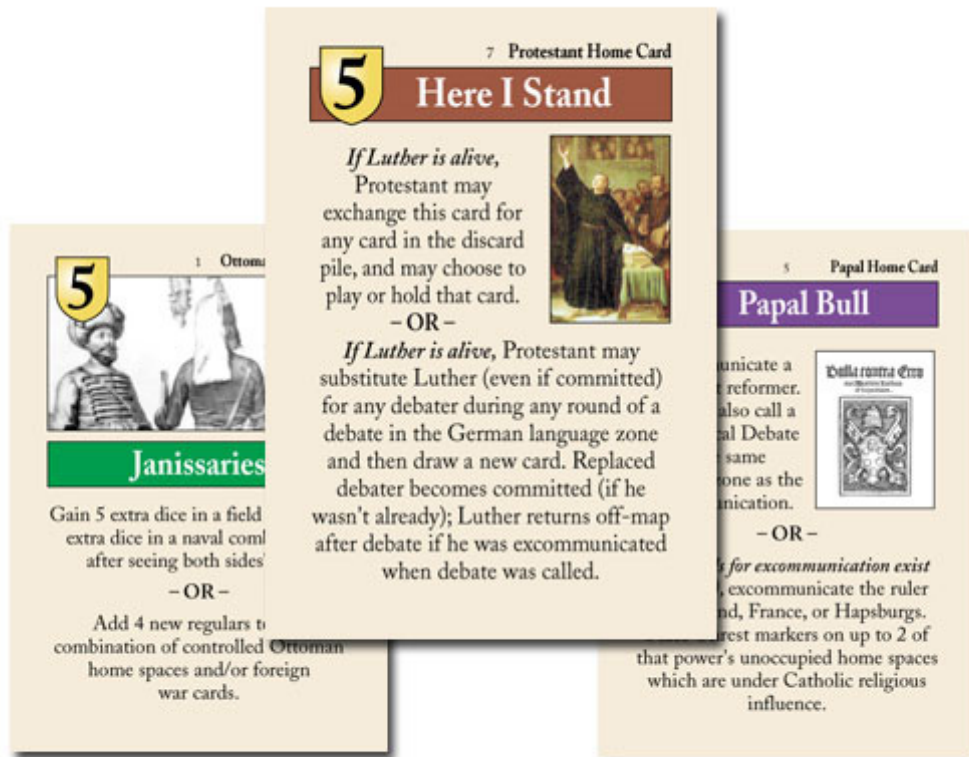 7 Protestant Home Card
5
Here I Stand
If Luther is alive,
Protestant may
exchange this card for
any card in the discard
pile, and may choose to
play or hold that card.
– OR –
If Luther is alive, Protestant may
substitute Luther (even if committed)
for any debater during any round of a
debate in the German language zone
and then draw a new card. Replaced
debater becomes committed (if he
wasn't already); Luther returns off-map
after debate if he was excommunicated
when debate was called.
5
1
Janissaries
Gain 5 extra dice in a field
extra dice in a naval
after seeing both sides'
– OR –
Add 4 new regulars
combination of controlled Ottoman
home spaces and/or foreign
war cards.
5 Papal Home Card
Papal Bull
a
reformer.
also call a
Debate
same
zone as the
– OR –
for excommunication exist
excommunicate the ruler
France, or Hapsburgs.
markers on up to 2 of
that power's unoccupied home spaces
which are under Catholic religious
influence.